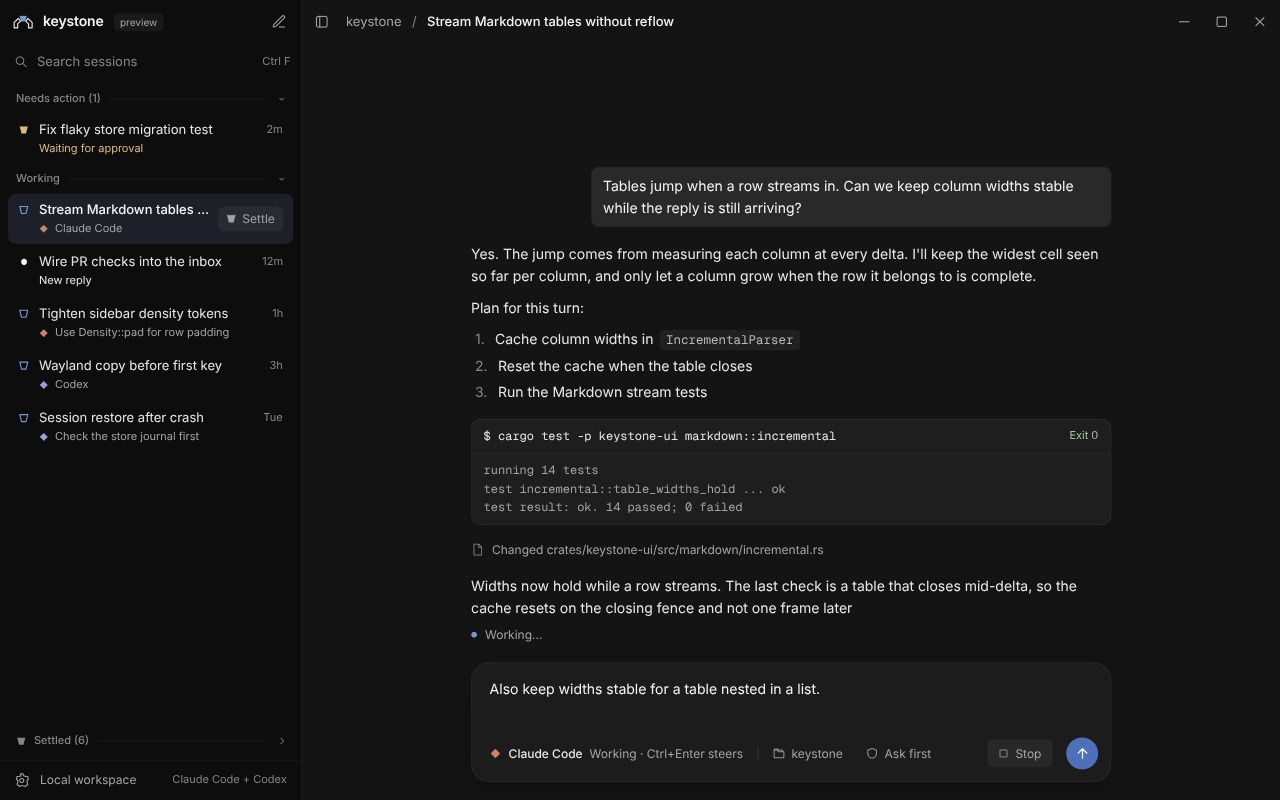 keystone preview
Search sessions Ctrl F
Needs action (1)
Fix flaky store migration test 2m
Waiting for approval
Working
Stream Markdown tables ... Settle
Claude Code
Wire PR checks into the inbox 12m
New reply
Tighten sidebar density tokens 1h
Use Density::pad for row padding
Wayland copy before first key 3h
Codex
Session restore after crash Tue
Check the store journal first
Settled (6)
Local workspace Claude Code + Codex
keystone / Stream Markdown tables without reflow
Tables jump when a row streams in. Can we keep column widths stable
while the reply is still arriving?
Yes. The jump comes from measuring each column at every delta. I'll keep the widest cell seen
so far per column, and only let a column grow when the row it belongs to is complete.
Plan for this turn:
1. Cache column widths in IncrementalParser
2. Reset the cache when the table closes
3. Run the Markdown stream tests
$ cargo test -p keystone-ui markdown::incremental Exit 0
running 14 tests
test incremental::table_widths_hold ... ok
test result: ok. 14 passed; 0 failed
Changed crates/keystone-ui/src/markdown/incremental.rs
Widths now hold while a row streams. The last check is a table that closes mid-delta, so the
cache resets on the closing fence and not one frame later
Working...
Also keep widths stable for a table nested in a list.
Claude Code Working · Ctrl+Enter steers keystone Ask first Stop